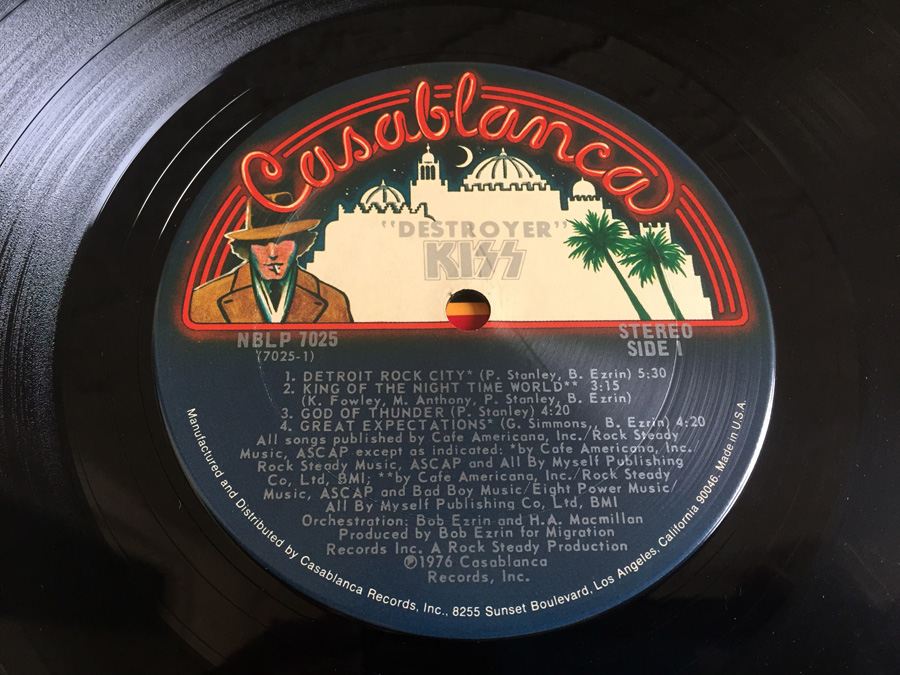 Casablanca
"DESTROYER"
KISS
NBLP 7025
(7025-1)
STEREO
SIDE 1
1. DETROIT ROCK CITY* (P. Stanley, B. Ezrin) 5:30
2. KING OF THE NIGHT TIME WORLD** 3:15
(K. Fowley, M. Anthony, P. Stanley, B. Ezrin)
3. GOD OF THUNDER (P. Stanley) 4:20
4. GREAT EXPECTATIONS* (G. Simmons, B. Ezrin) 4:20
All songs published by Cafe Americana, Inc./Rock Steady
Music, ASCAP except as indicated: *by Cafe Americana, Inc./
Rock Steady Music, ASCAP and All By Myself Publishing
Co, Ltd, BMI; **by Cafe Americana, Inc./Rock Steady
Music, ASCAP and Bad Boy Music/Eight Power Music/
All By Myself Publishing Co, Ltd, BMI
Orchestration: Bob Ezrin and H.A. Macmillan
Produced by Bob Ezrin for Migration
Records Inc. A Rock Steady Production
℗1976 Casablanca
Records, Inc.
Manufactured and Distributed by Casablanca Records, Inc., 8255 Sunset Boulevard, Los Angeles, California 90046. Made in U.S.A.